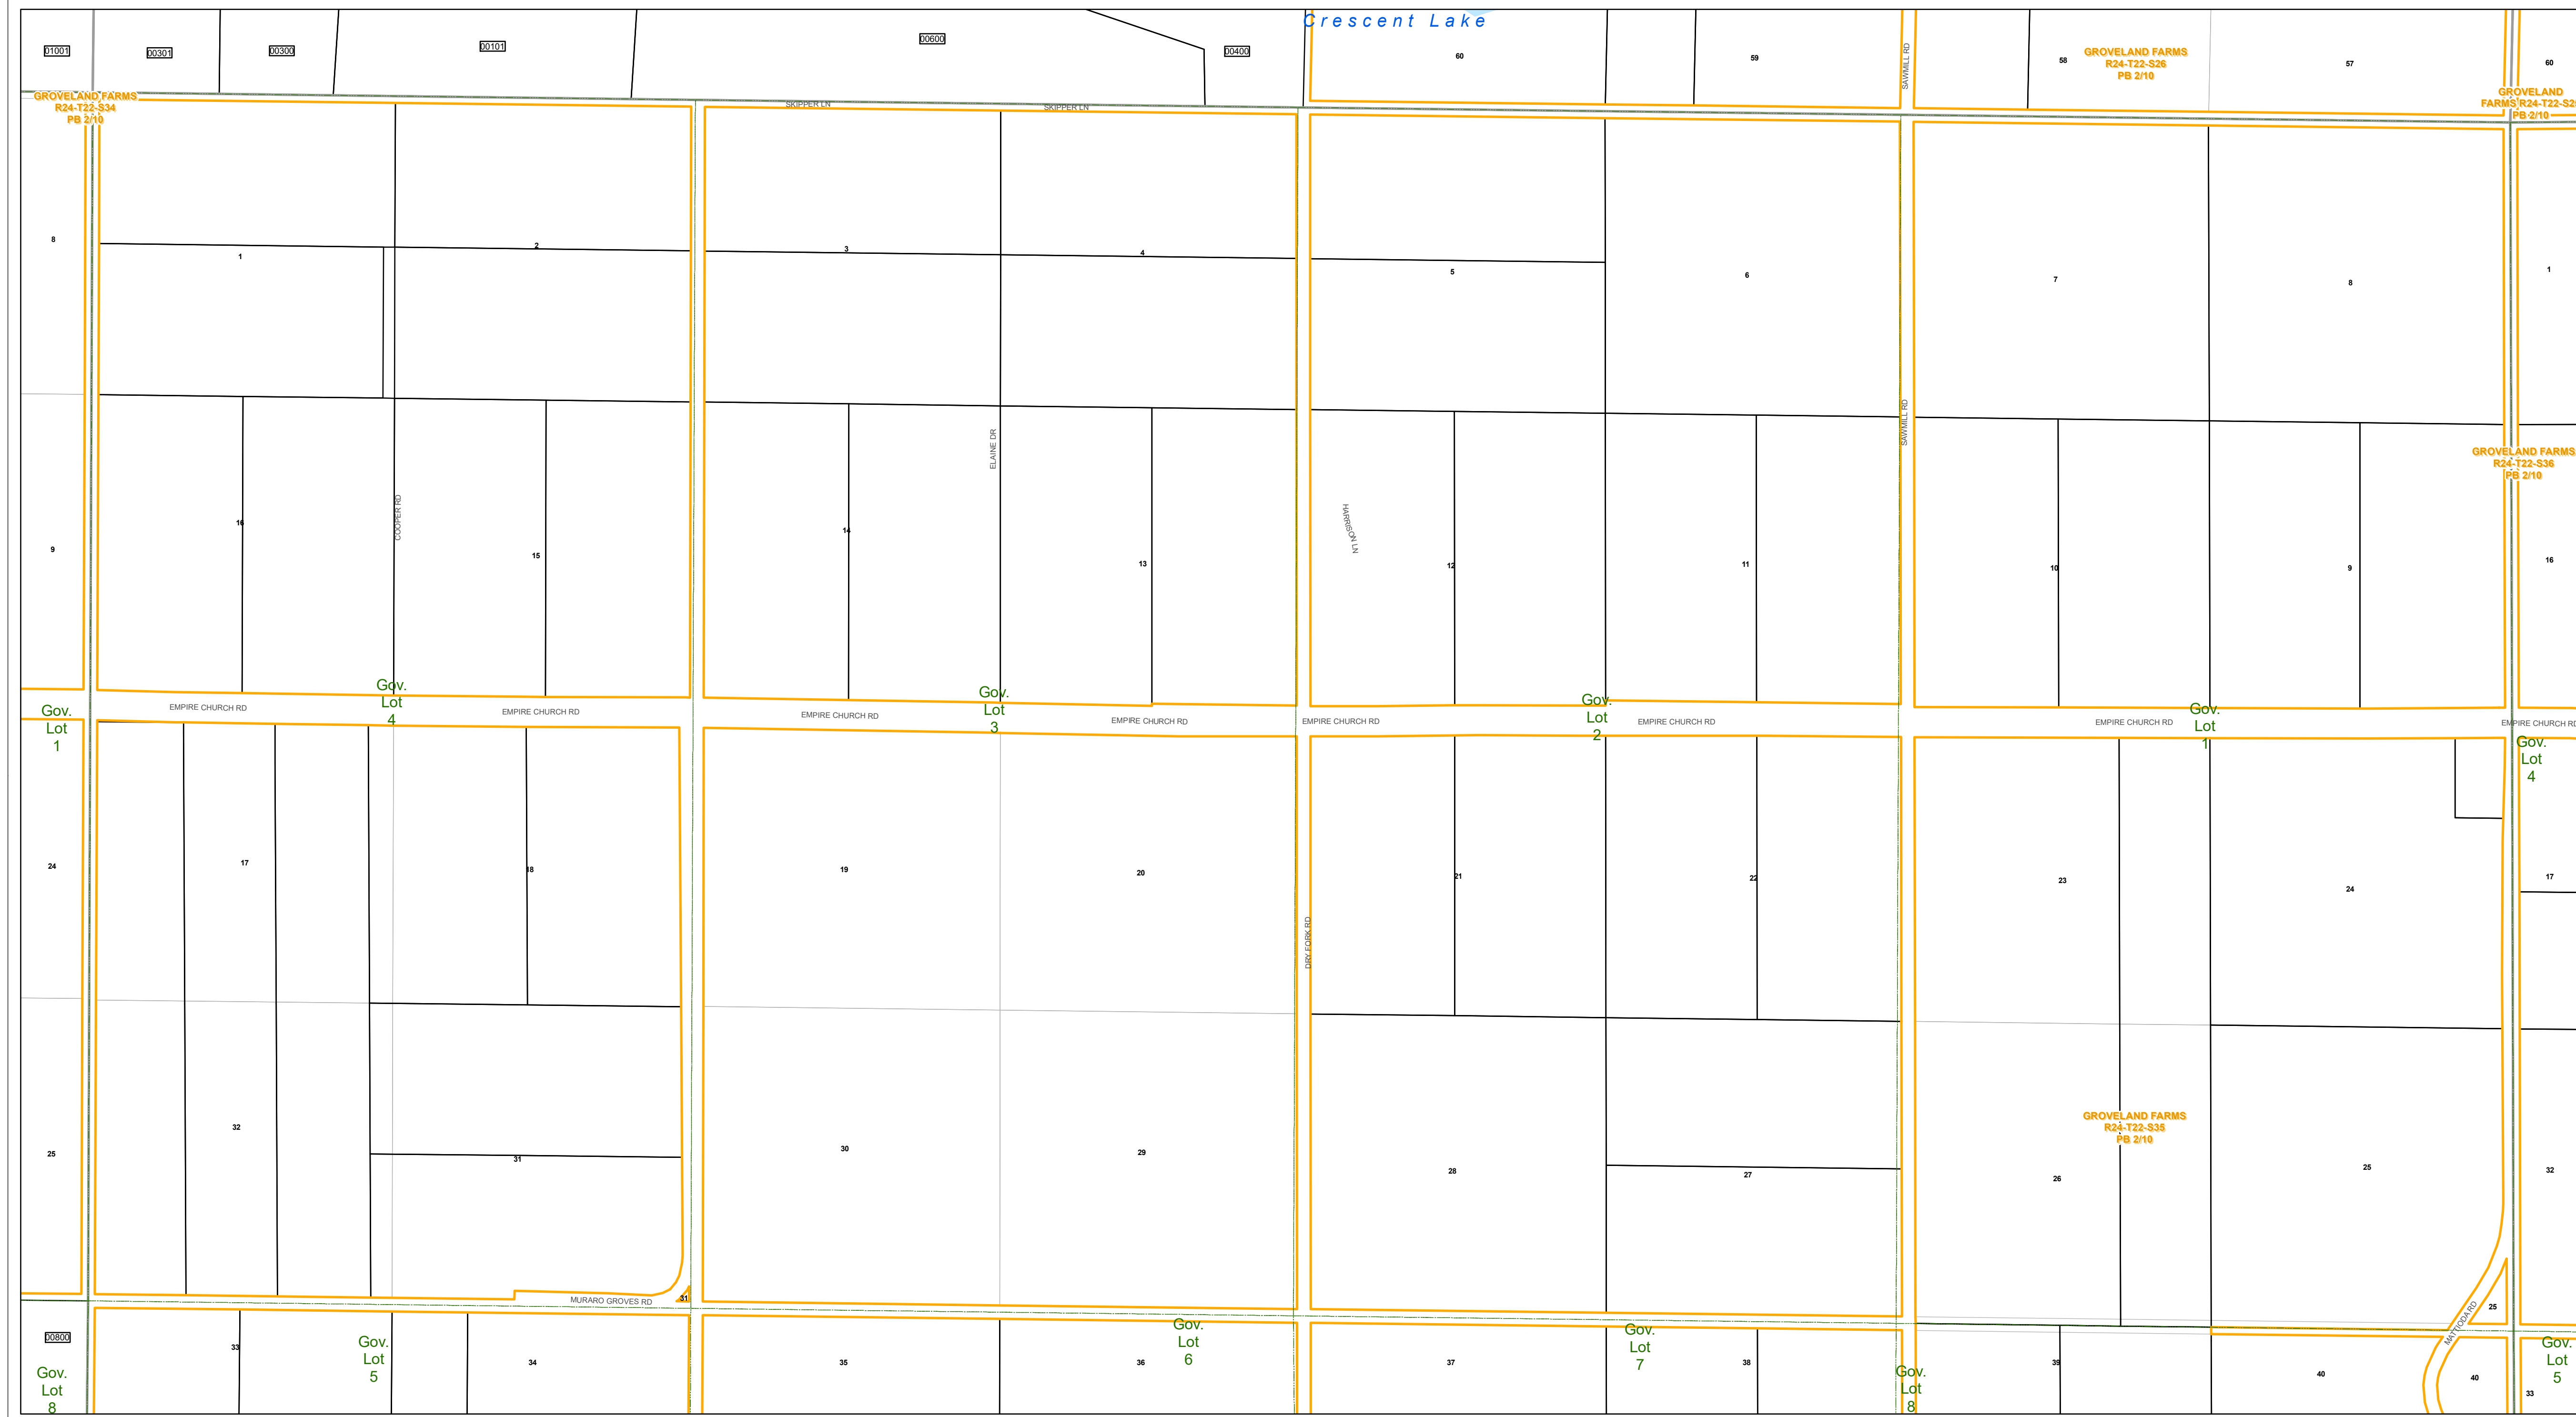 Crescent Lake
01001
00301
00300
00101
00600
00400
60
59
SAWMILL RD
58
GROVELAND FARMS
R24-T22-S26
PB 2/10
57
60
GROVELAND FARMS
R24-T22-S34
PB 2/10
SKIPPER LN
SKIPPER LN
GROVELAND
FARMS R24-T22-S2
PB 2/10
8
1
2
3
4
5
6
7
8
1
ELAINE DR
SAWMILL RD
GROVELAND FARMS
R24-T22-S36
PB 2/10
9
16
COOPER RD
15
14
13
HARRISON LN
12
11
10
9
16
Gov.
Lot
1
EMPIRE CHURCH RD
Gov.
Lot
4
EMPIRE CHURCH RD
EMPIRE CHURCH RD
Gov.
Lot
3
EMPIRE CHURCH RD
EMPIRE CHURCH RD
Gov.
Lot
2
EMPIRE CHURCH RD
EMPIRE CHURCH RD
Gov.
Lot
1
EMPIRE CHURCH RD
Gov.
Lot
4
24
17
18
19
20
DRY FORK RD
21
22
23
24
17
25
32
31
30
29
28
27
GROVELAND FARMS
R24-T22-S35
PB 2/10
26
25
32
MURARO GROVES RD
31
25
MATTIODA RD
00800
Gov.
Lot
8
33
Gov.
Lot
5
34
35
36
Gov.
Lot
6
37
Gov.
Lot
7
38
Gov.
Lot
8
39
40
40
33
Gov.
Lot
5